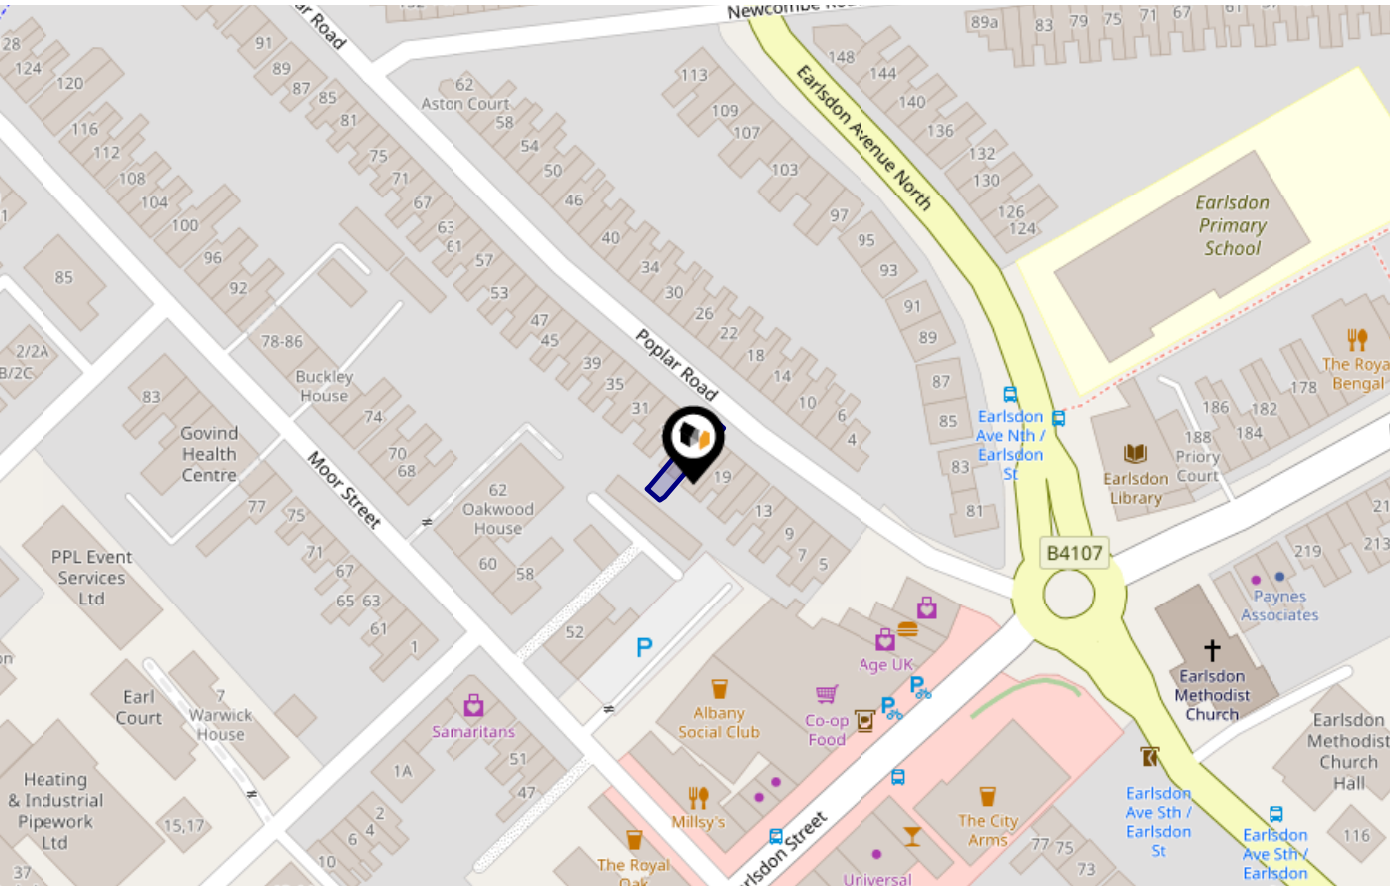 Newcombe Ro
ar Road
28
124
120
116
112
108
104
100
96
92
91
89
87
85
81
75
71
67
63
61
57
53
47
45
39
35
31
19
13
9
7
5
62
Aston Court
58
54
50
46
40
34
30
26
22
18
14
10
6
4
Poplar Road
113
109
107
103
97
95
93
91
89
87
85
83
81
Earlsdon Avenue North
148
144
140
136
132
130
126
124
89a
83
79
75
71
67
61
57
Earlsdon
Primary
School
The Roya
Bengal
186
182
178
184
188
Priory
Court
Earlsdon
Library
Earlsdon
Ave Nth /
Earlsdon
St
B4107
219
213
21
Paynes
Associates
Earlsdon
Methodist
Church
Earlsdon
Methodist
Church
Hall
116
85
2/2A
B/2C
78-86
Buckley
House
83
Govind
Health
Centre
74
70
68
Moor Street
77
75
71
67
65
63
61
1
62
Oakwood
House
60
58
52
P
PPL Event
Services
Ltd
Earl
Court
7
Warwick
House
Heating
& Industrial
Pipework
Ltd
15,17
37
Samaritans
1A
2
4
6
10
51
47
Albany
Social Club
Co-op
Food
Age UK
P
P
Millsy's
The Royal
Oak
rlsdon Street
The City
Arms
Universal
77
75
73
Earlsdon
Ave Sth /
Earlsdon
St
Earlsdon
Ave Sth /
Earlsdon